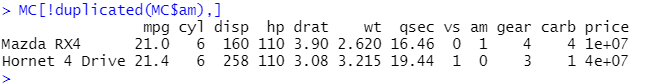 > MC[!duplicated(MC$am),]
                mpg cyl disp  hp drat    wt  qsec vs am gear carb price
Mazda RX4      21.0   6  160 110 3.90 2.620 16.46  0  1    4    4 1e+07
Hornet 4 Drive 21.4   6  258 110 3.08 3.215 19.44  1  0    3    1 4e+07
>